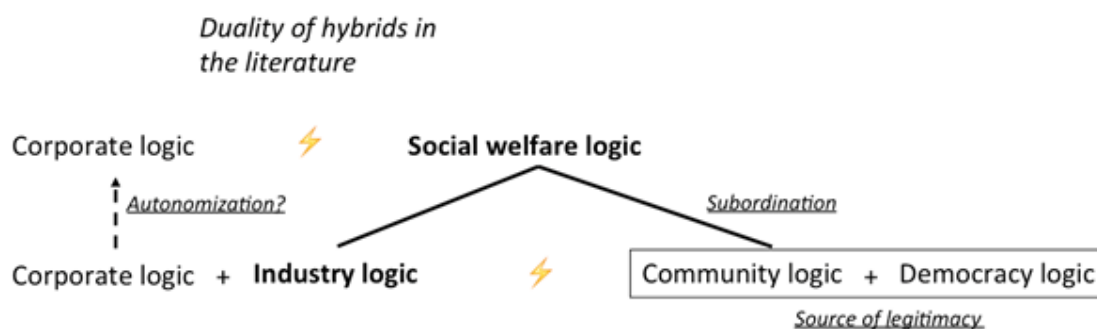 Duality of hybrids in
the literature
Corporate logic ⚡ Social welfare logic
Autonomization? Subordination
Corporate logic + Industry logic ⚡ Community logic + Democracy logic
Source of legitimacy